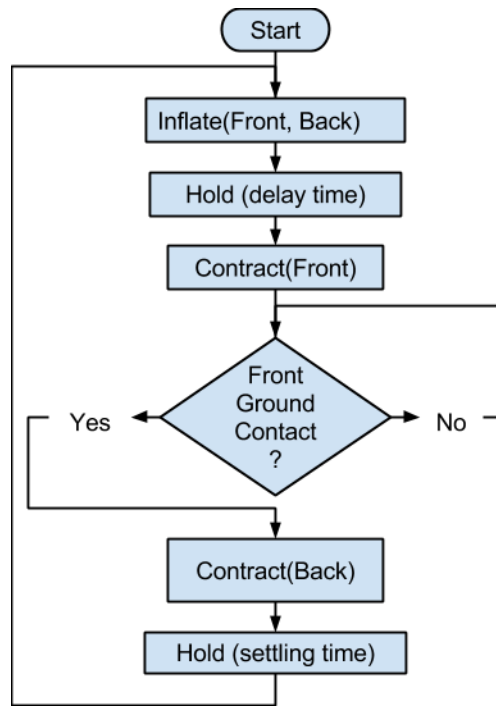 Start
Inflate(Front, Back)
Hold (delay time)
Contract(Front)
Front
Ground
Contact
?
Yes
No
Contract(Back)
Hold (settling time)